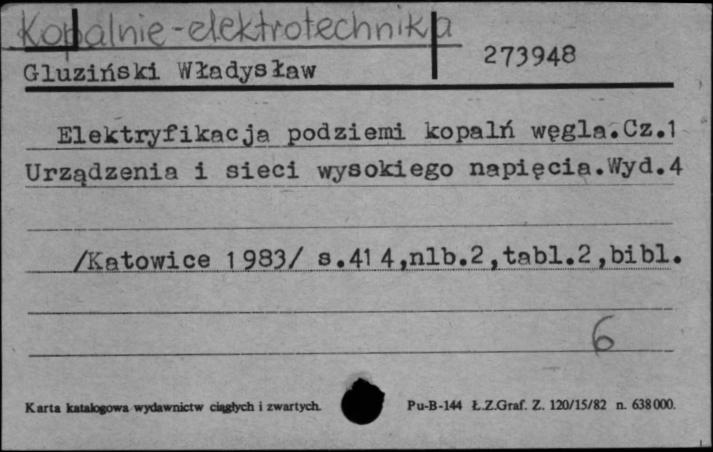 Kopalnie-elektrotechnika
273948
Gluziński Władysław
Elektryfikacja podziemi kopalń węgla.Cz.1
Urządzenia i sieci wysokiego napięcia.Wyd.4
/Katowice 1983/ s.414,nlb.2,tabl.2,bibl.
6
Karta katalogowa wydawnictw ciągłych i zwartych. Pu-B-144 Ł.Z.Graf. Z. 120/15/82 n. 638000.